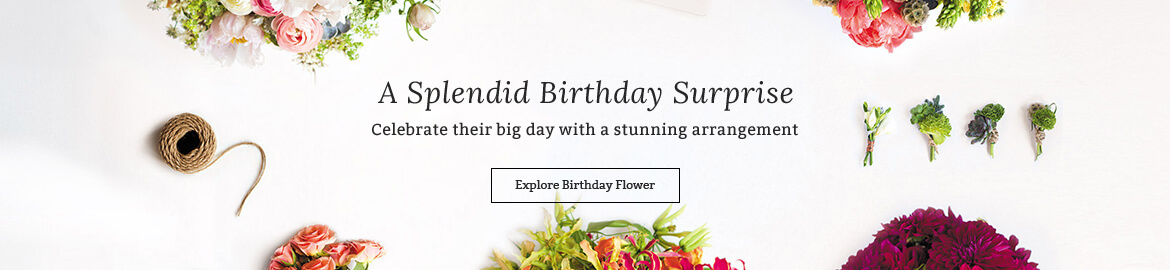 A Splendid Birthday Surprise
Celebrate their big day with a stunning arrangement
Explore Birthday Flower